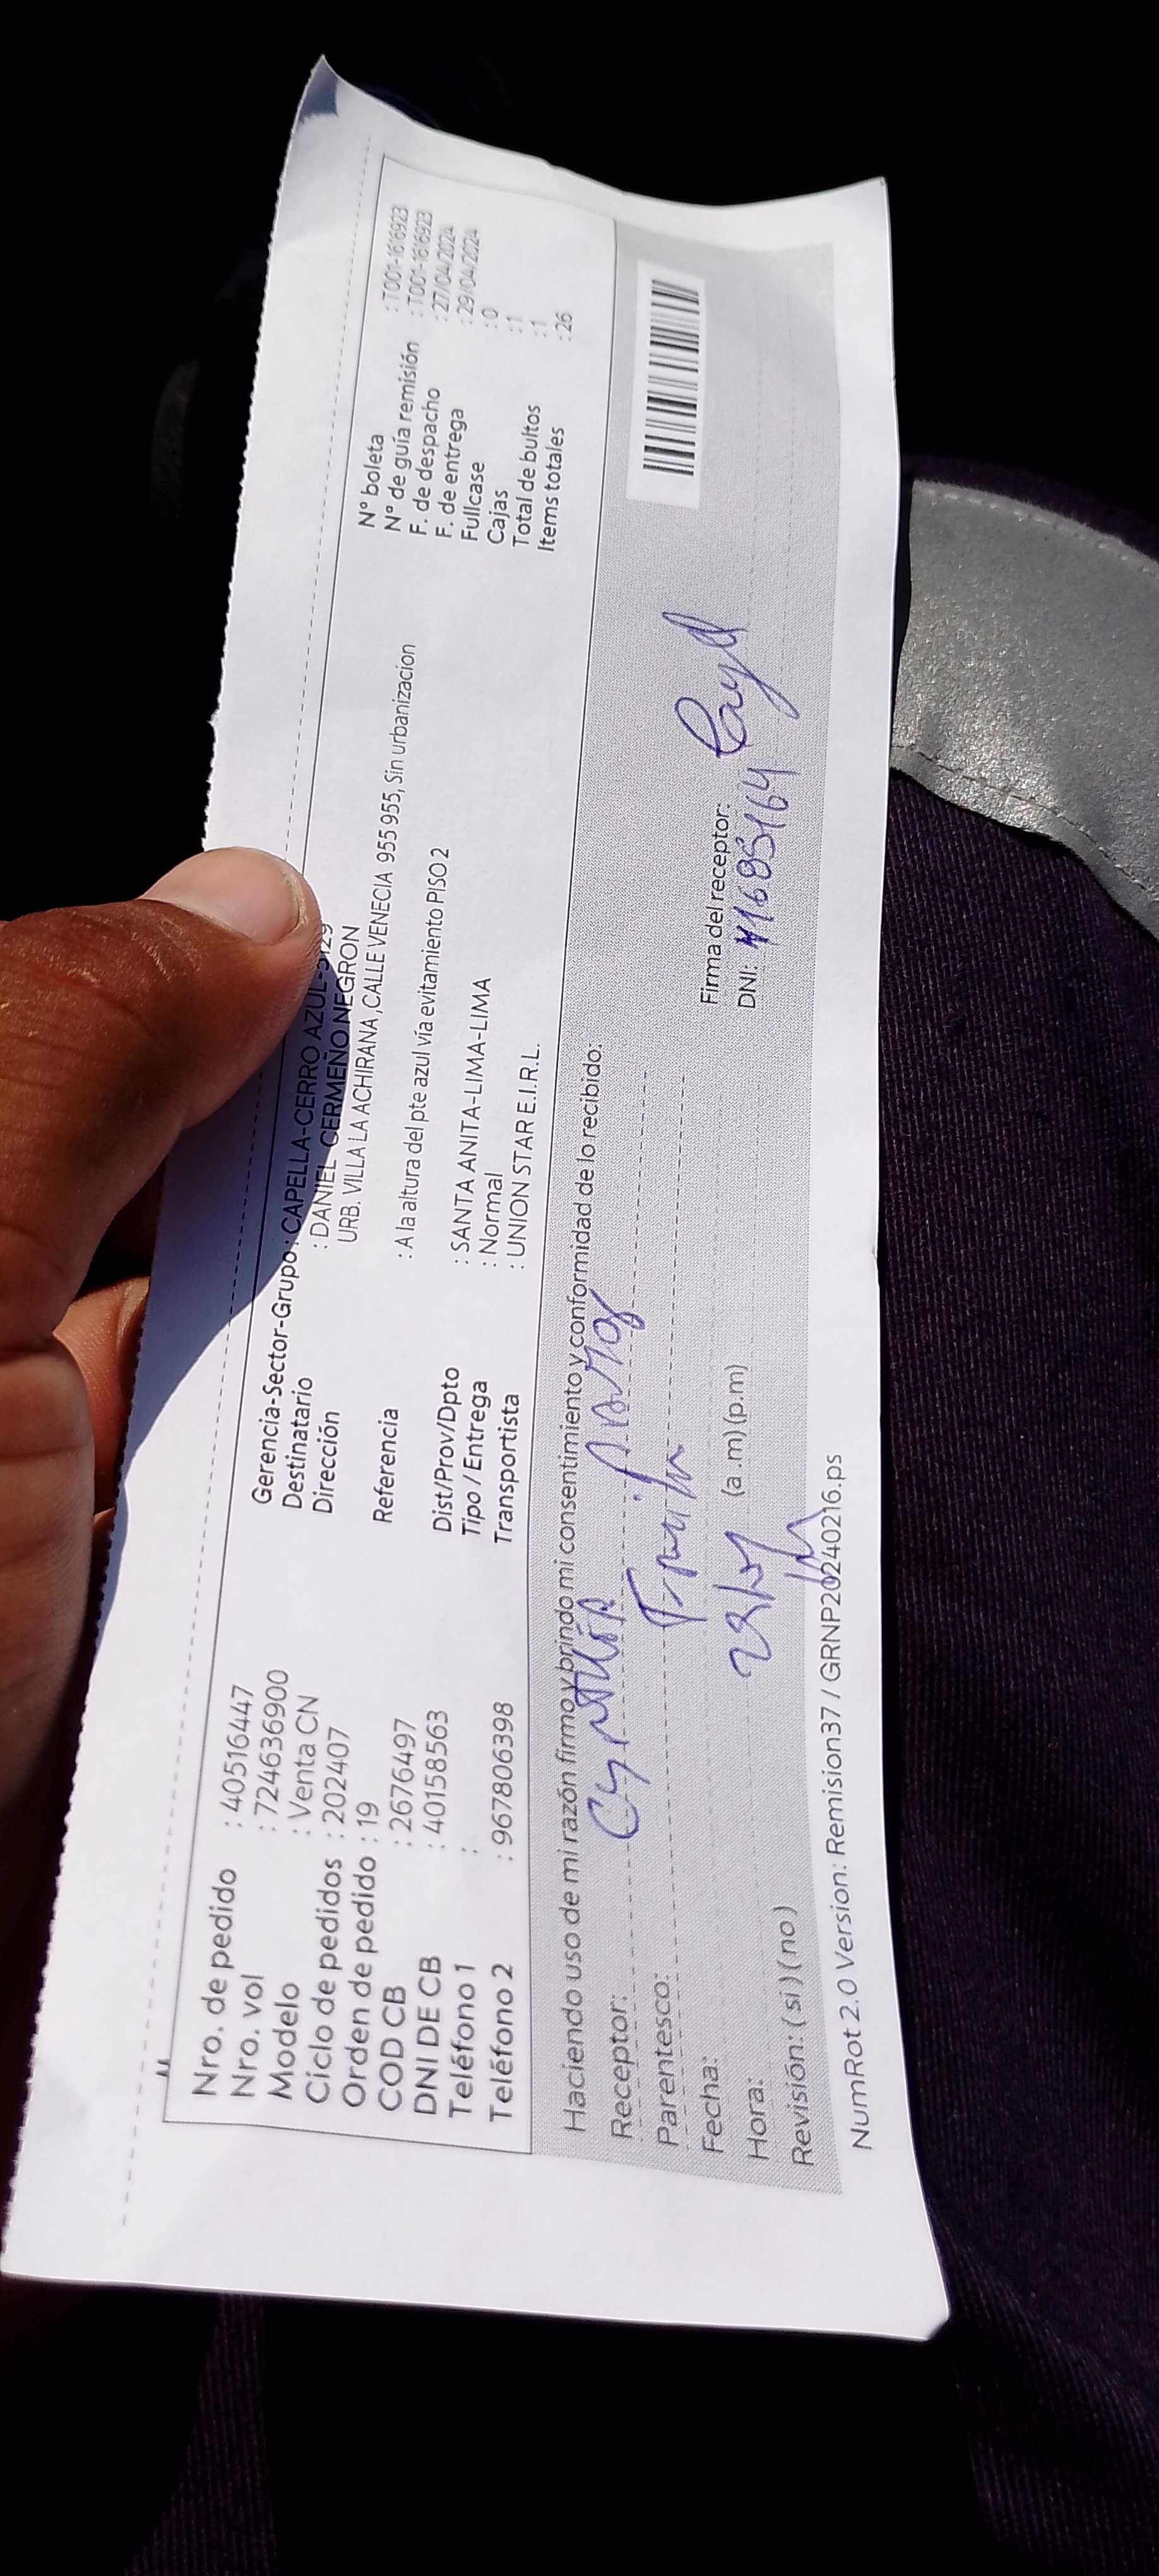 Nro. de pedido : 40516447
Nro. vol : 724636900
Modelo : Venta CN
Ciclo de pedidos : 202407
Orden de pedido : 19
COD CB : 2676497
DNI DE CB : 40158563
Teléfono 1 :
Teléfono 2 : 967806398
Gerencia-Sector-Grupo : CAPELLA-CERRO AZUL-
Destinatario : DANIEL CERMEÑO NEGRON
Dirección URB. VILLA LA ACHIRANA ,CALLE VENECIA 955 955, Sin urbanizacion
Referencia : A la altura del pte azul vía evitamiento PISO 2
Dist/Prov/Dpto : SANTA ANITA-LIMA-LIMA
Tipo / Entrega : Normal
Transportista : UNION STAR E.I.R.L.
N° boleta : T001-1616923
N° de guía remisión : T001-1616923
F. de despacho : 27/04/2024
F. de entrega : 29/04/2024
Fullcase : 0
Cajas : 1
Total de bultos : 1
Items totales : 26
Haciendo uso de mi razón firmo y brindo mi consentimiento y conformidad de lo recibido:
Receptor:
Parentesco:
Fecha:
Hora: (a .m) (p.m)
Revisión: ( si ) ( no )
Firma del receptor:
DNI: 41685164
NumRot 2.0 Version: Remision37 / GRNP20240216.ps